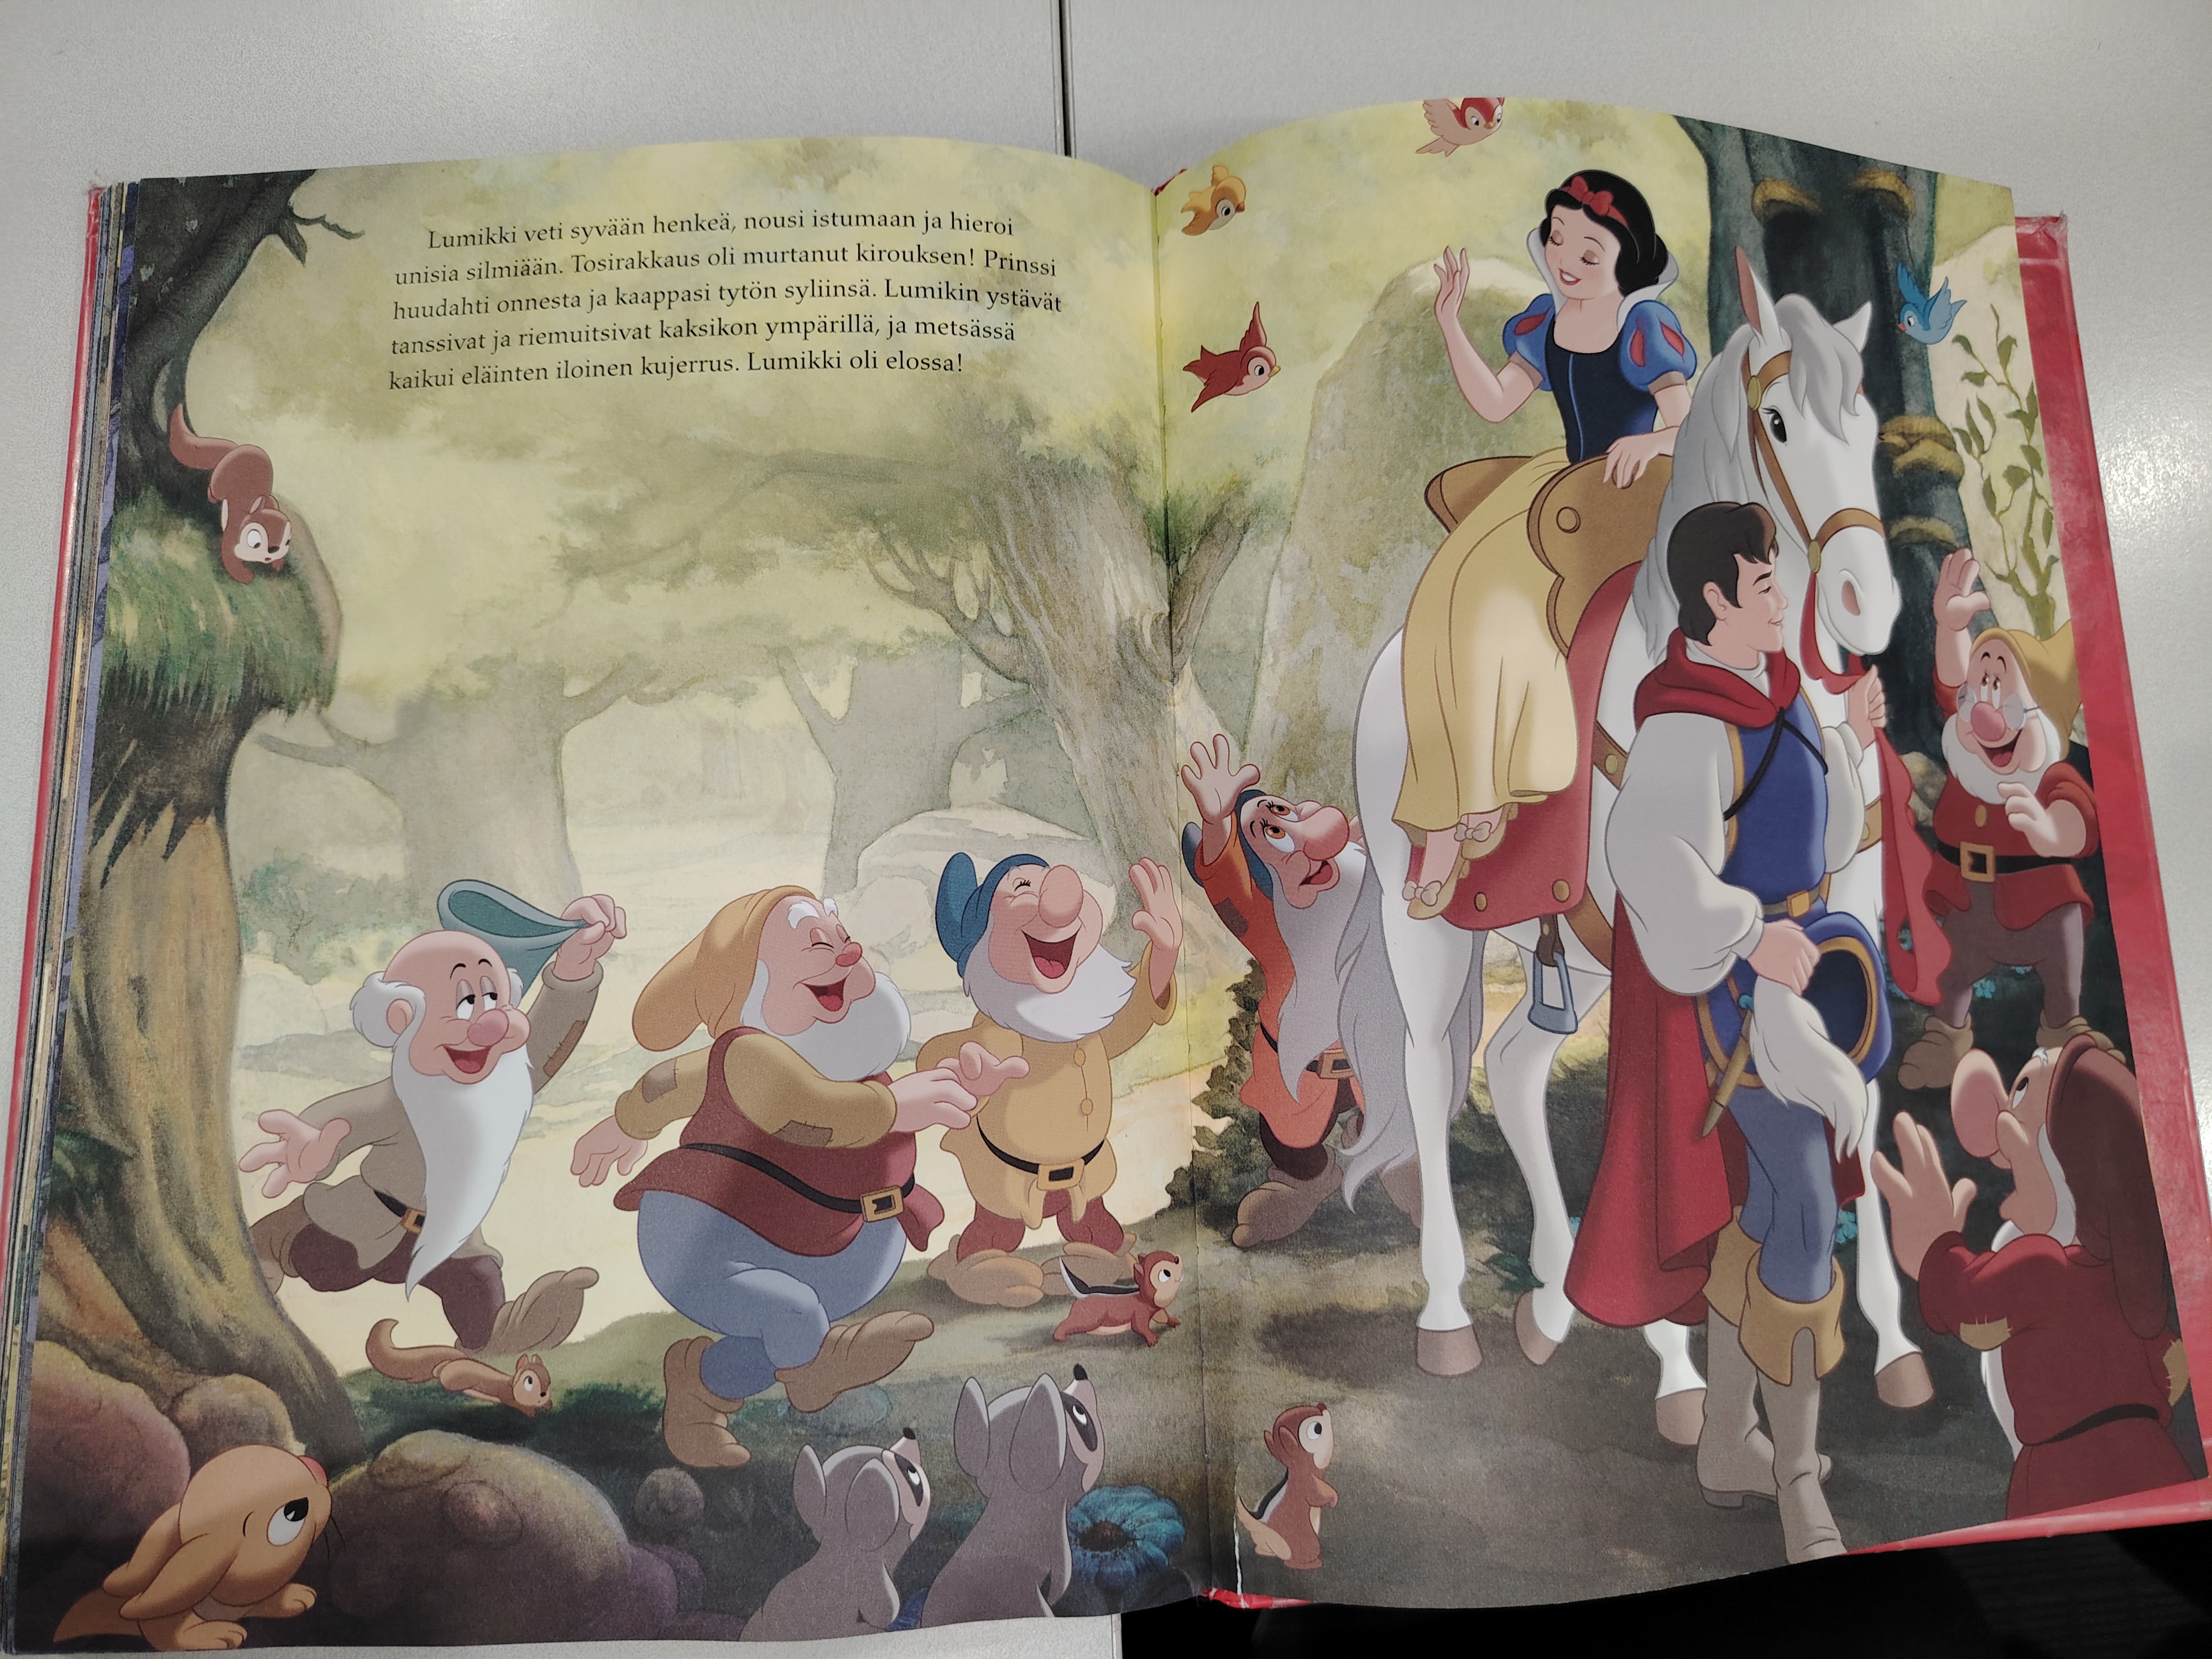 Lumikki veti syvään henkeä, nousi istumaan ja hieroi
unisia silmiään. Tosirakkaus oli murtanut kirouksen! Prinssi
huudahti onnesta ja kaappasi tytön syliinsä. Lumikin ystävät
tanssivat ja riemuitsivat kaksikon ympärillä, ja metsässä
kaikui eläinten iloinen kujerrus. Lumikki oli elossa!